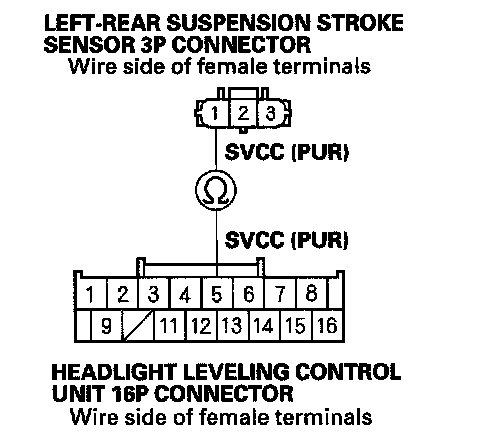 LEFT-REAR SUSPENSION STROKE
SENSOR 3P CONNECTOR
Wire side of female terminals
1 2 3
SVCC (PUR)
Ω
SVCC (PUR)
1 2 3 4 5 6 7 8
9 11 12 13 14 15 16
HEADLIGHT LEVELING CONTROL
UNIT 16P CONNECTOR
Wire side of female terminals